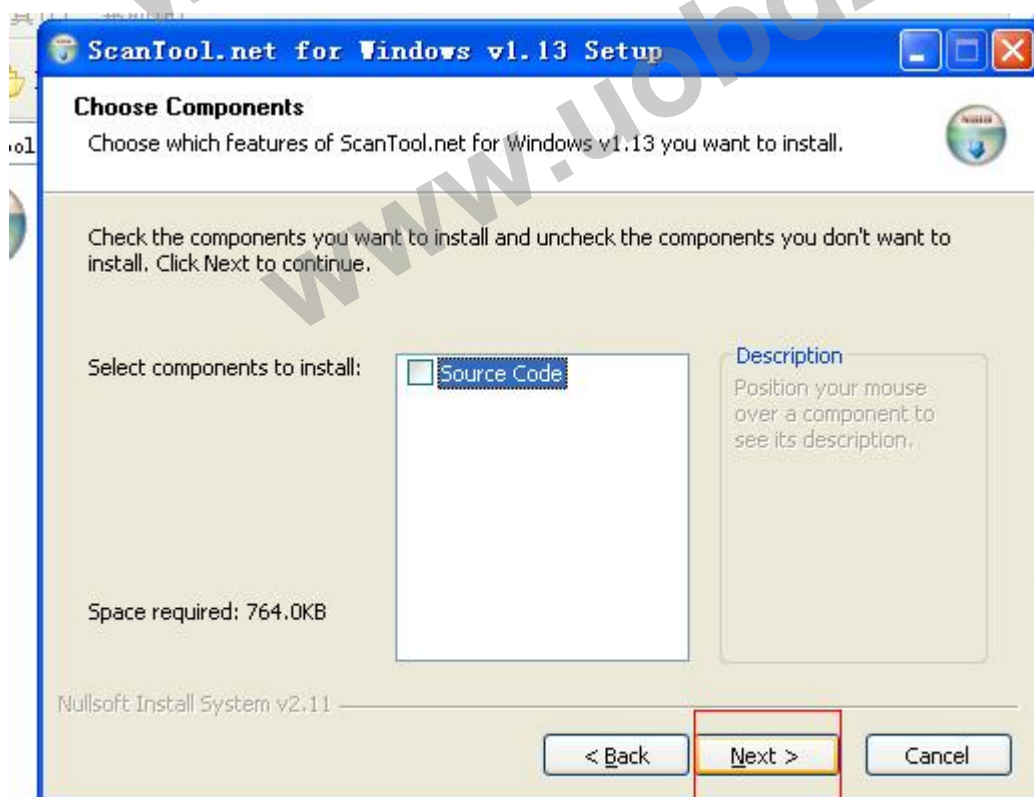 ScanTool.net for Windows v1.13 Setup
www.uobd
Choose Components
Choose which features of ScanTool.net for Windows v1.13 you want to install.
Check the components you want to install and uncheck the components you don't want to
install. Click Next to continue.
Select components to install:
Source Code
Description
Position your mouse
over a component to
see its description.
Space required: 764.0KB
Nullsoft Install System v2.11
< Back
Next >
Cancel